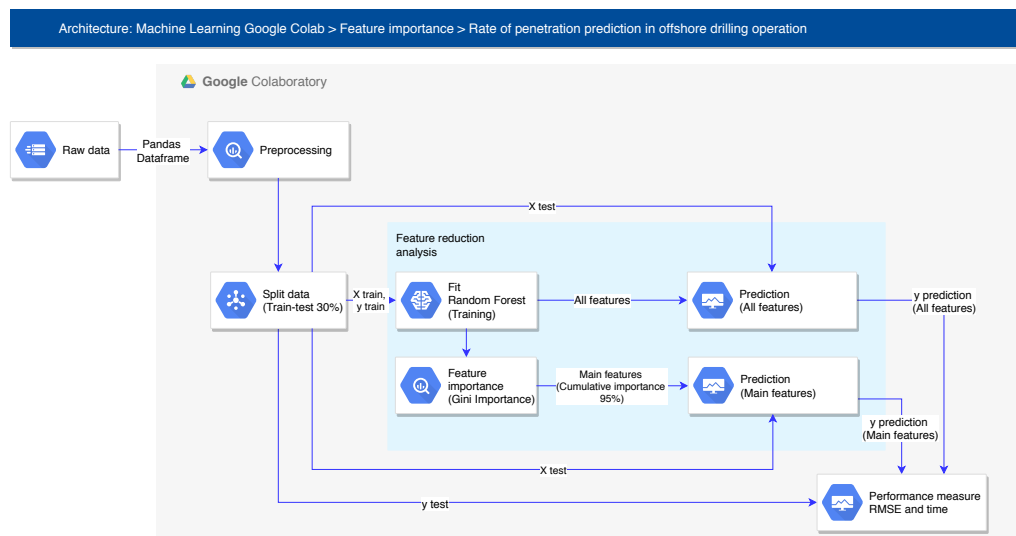 Architecture: Machine Learning Google Colab > Feature importance > Rate of penetration prediction in offshore drilling operation
Google Colaboratory
Raw data
Pandas
Dataframe
Preprocessing
X test
Feature reduction
analysis
Split data
(Train-test 30%)
X train,
y train
Fit
Random Forest
(Training)
All features
Prediction
(All features)
y prediction
(All features)
Feature
importance
(Gini Importance)
Main features
(Cumulative importance
95%)
Prediction
(Main features)
y prediction
(Main features)
X test
y test
Performance measure
RMSE and time